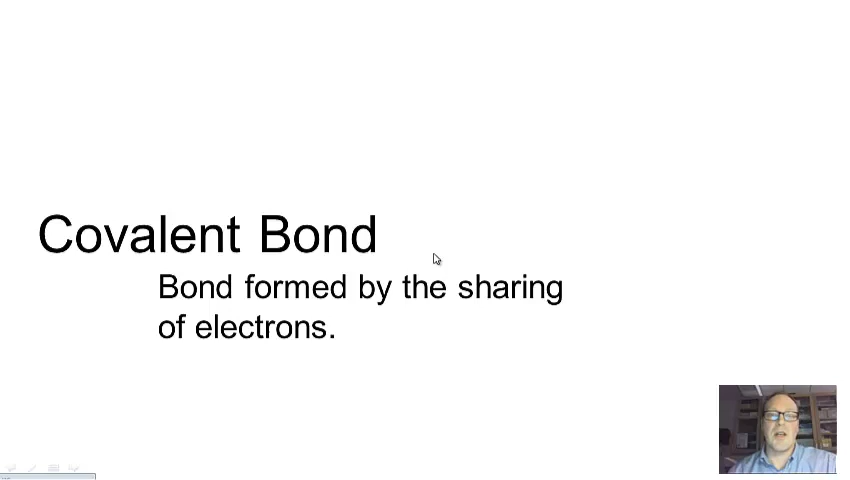 Covalent Bond
Bond formed by the sharing
of electrons.